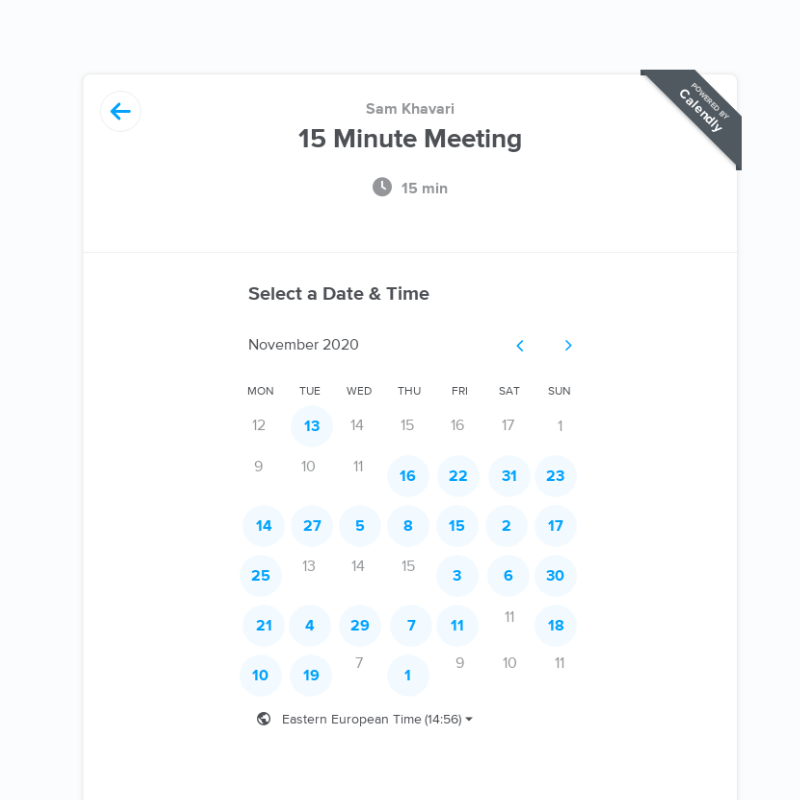 POWERED BY
Calendly
Sam Khavari
15 Minute Meeting
15 min
Select a Date & Time
November 2020
MON TUE WED THU FRI SAT SUN
12 13 14 15 16 17 1
9 10 11 16 22 31 23
14 27 5 8 15 2 17
25 13 14 15 3 6 30
21 4 29 7 11 11 18
10 19 7 1 9 10 11
Eastern European Time (14:56)